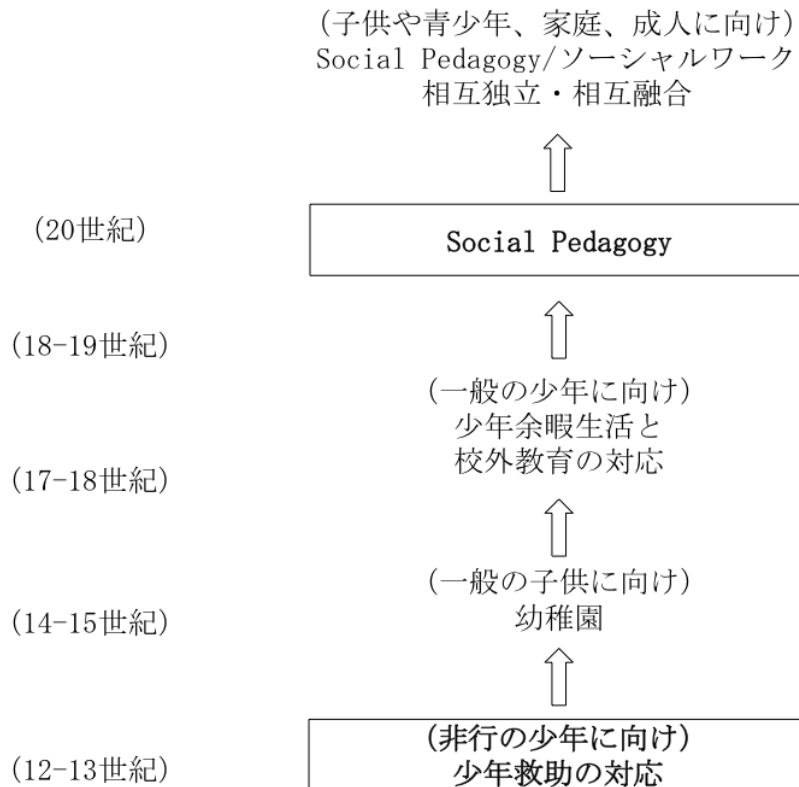 (子供や青少年、家庭、成人に向け)
Social Pedagogy/ソーシャルワーク
相互独立・相互融合
(20世紀)
Social Pedagogy
(18-19世紀)
(一般の少年に向け)
少年余暇生活と
校外教育の対応
(17-18世紀)
(一般の子供に向け)
幼稚園
(14-15世紀)
(非行の少年に向け)
少年救助の対応
(12-13世紀)